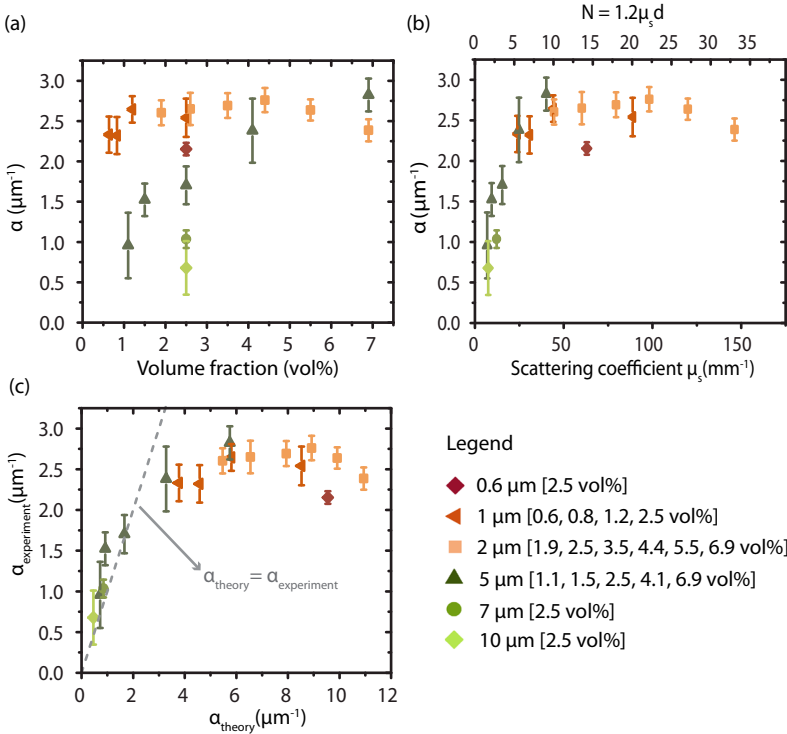 (a)
3.0
2.5
2.0
1.5
1.0
0.5
0.0
α (μm⁻¹)
0 1 2 3 4 5 6 7
Volume fraction (vol%)
(b)
N = 1.2μₛd
0 5 10 15 20 25 30 35
3.0
2.5
2.0
1.5
1.0
0.5
0.0
α (μm⁻¹)
0 50 100 150
Scattering coefficient μₛ(mm⁻¹)
(c)
3.0
2.5
2.0
1.5
1.0
0.5
0.0
α experiment (μm⁻¹)
α theory = α experiment
0 2 4 6 8 10 12
α theory (μm⁻¹)
Legend
0.6 μm [2.5 vol%]
1 μm [0.6, 0.8, 1.2, 2.5 vol%]
2 μm [1.9, 2.5, 3.5, 4.4, 5.5, 6.9 vol%]
5 μm [1.1, 1.5, 2.5, 4.1, 6.9 vol%]
7 μm [2.5 vol%]
10 μm [2.5 vol%]